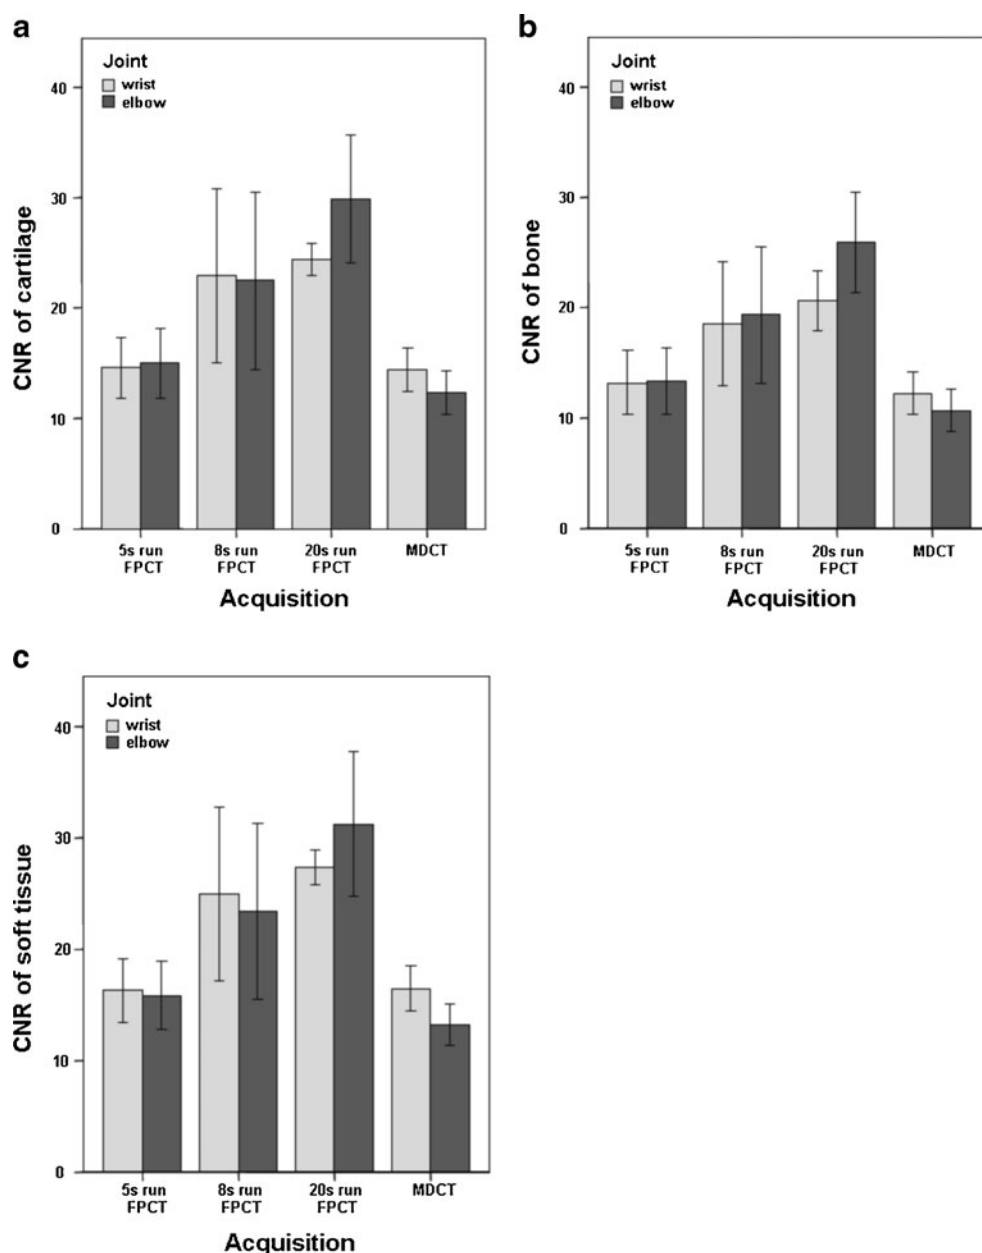 a
Joint
wrist
elbow
40
30
20
10
0
CNR of cartilage
5s run
FPCT
8s run
FPCT
20s run
FPCT
MDCT
Acquisition
b
Joint
wrist
elbow
40
30
20
10
0
CNR of bone
5s run
FPCT
8s run
FPCT
20s run
FPCT
MDCT
Acquisition
c
Joint
wrist
elbow
40
30
20
10
0
CNR of soft tissue
5s run
FPCT
8s run
FPCT
20s run
FPCT
MDCT
Acquisition